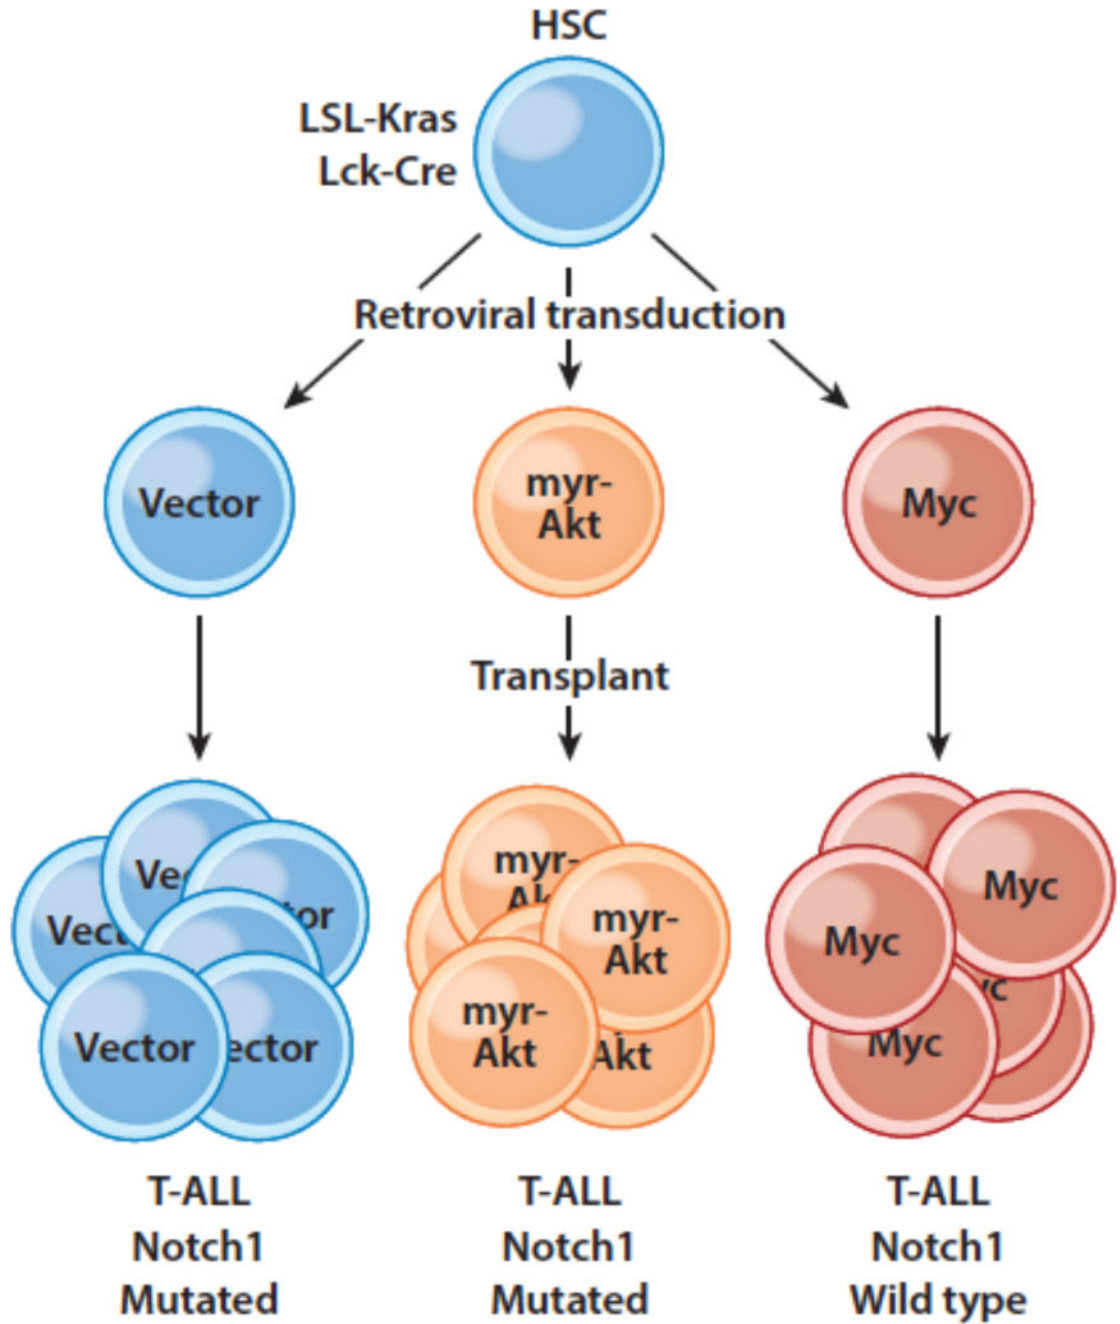 HSC
LSL-Kras
Lck-Cre
Retroviral transduction
Vector
myr-
Akt
Myc
Transplant
myr-
Myc
myr-
Akt
Myc
myr-
Akt
Vector
Akt
Myc
T-ALL
Notch1
Mutated
T-ALL
Notch1
Mutated
T-ALL
Notch1
Wild type